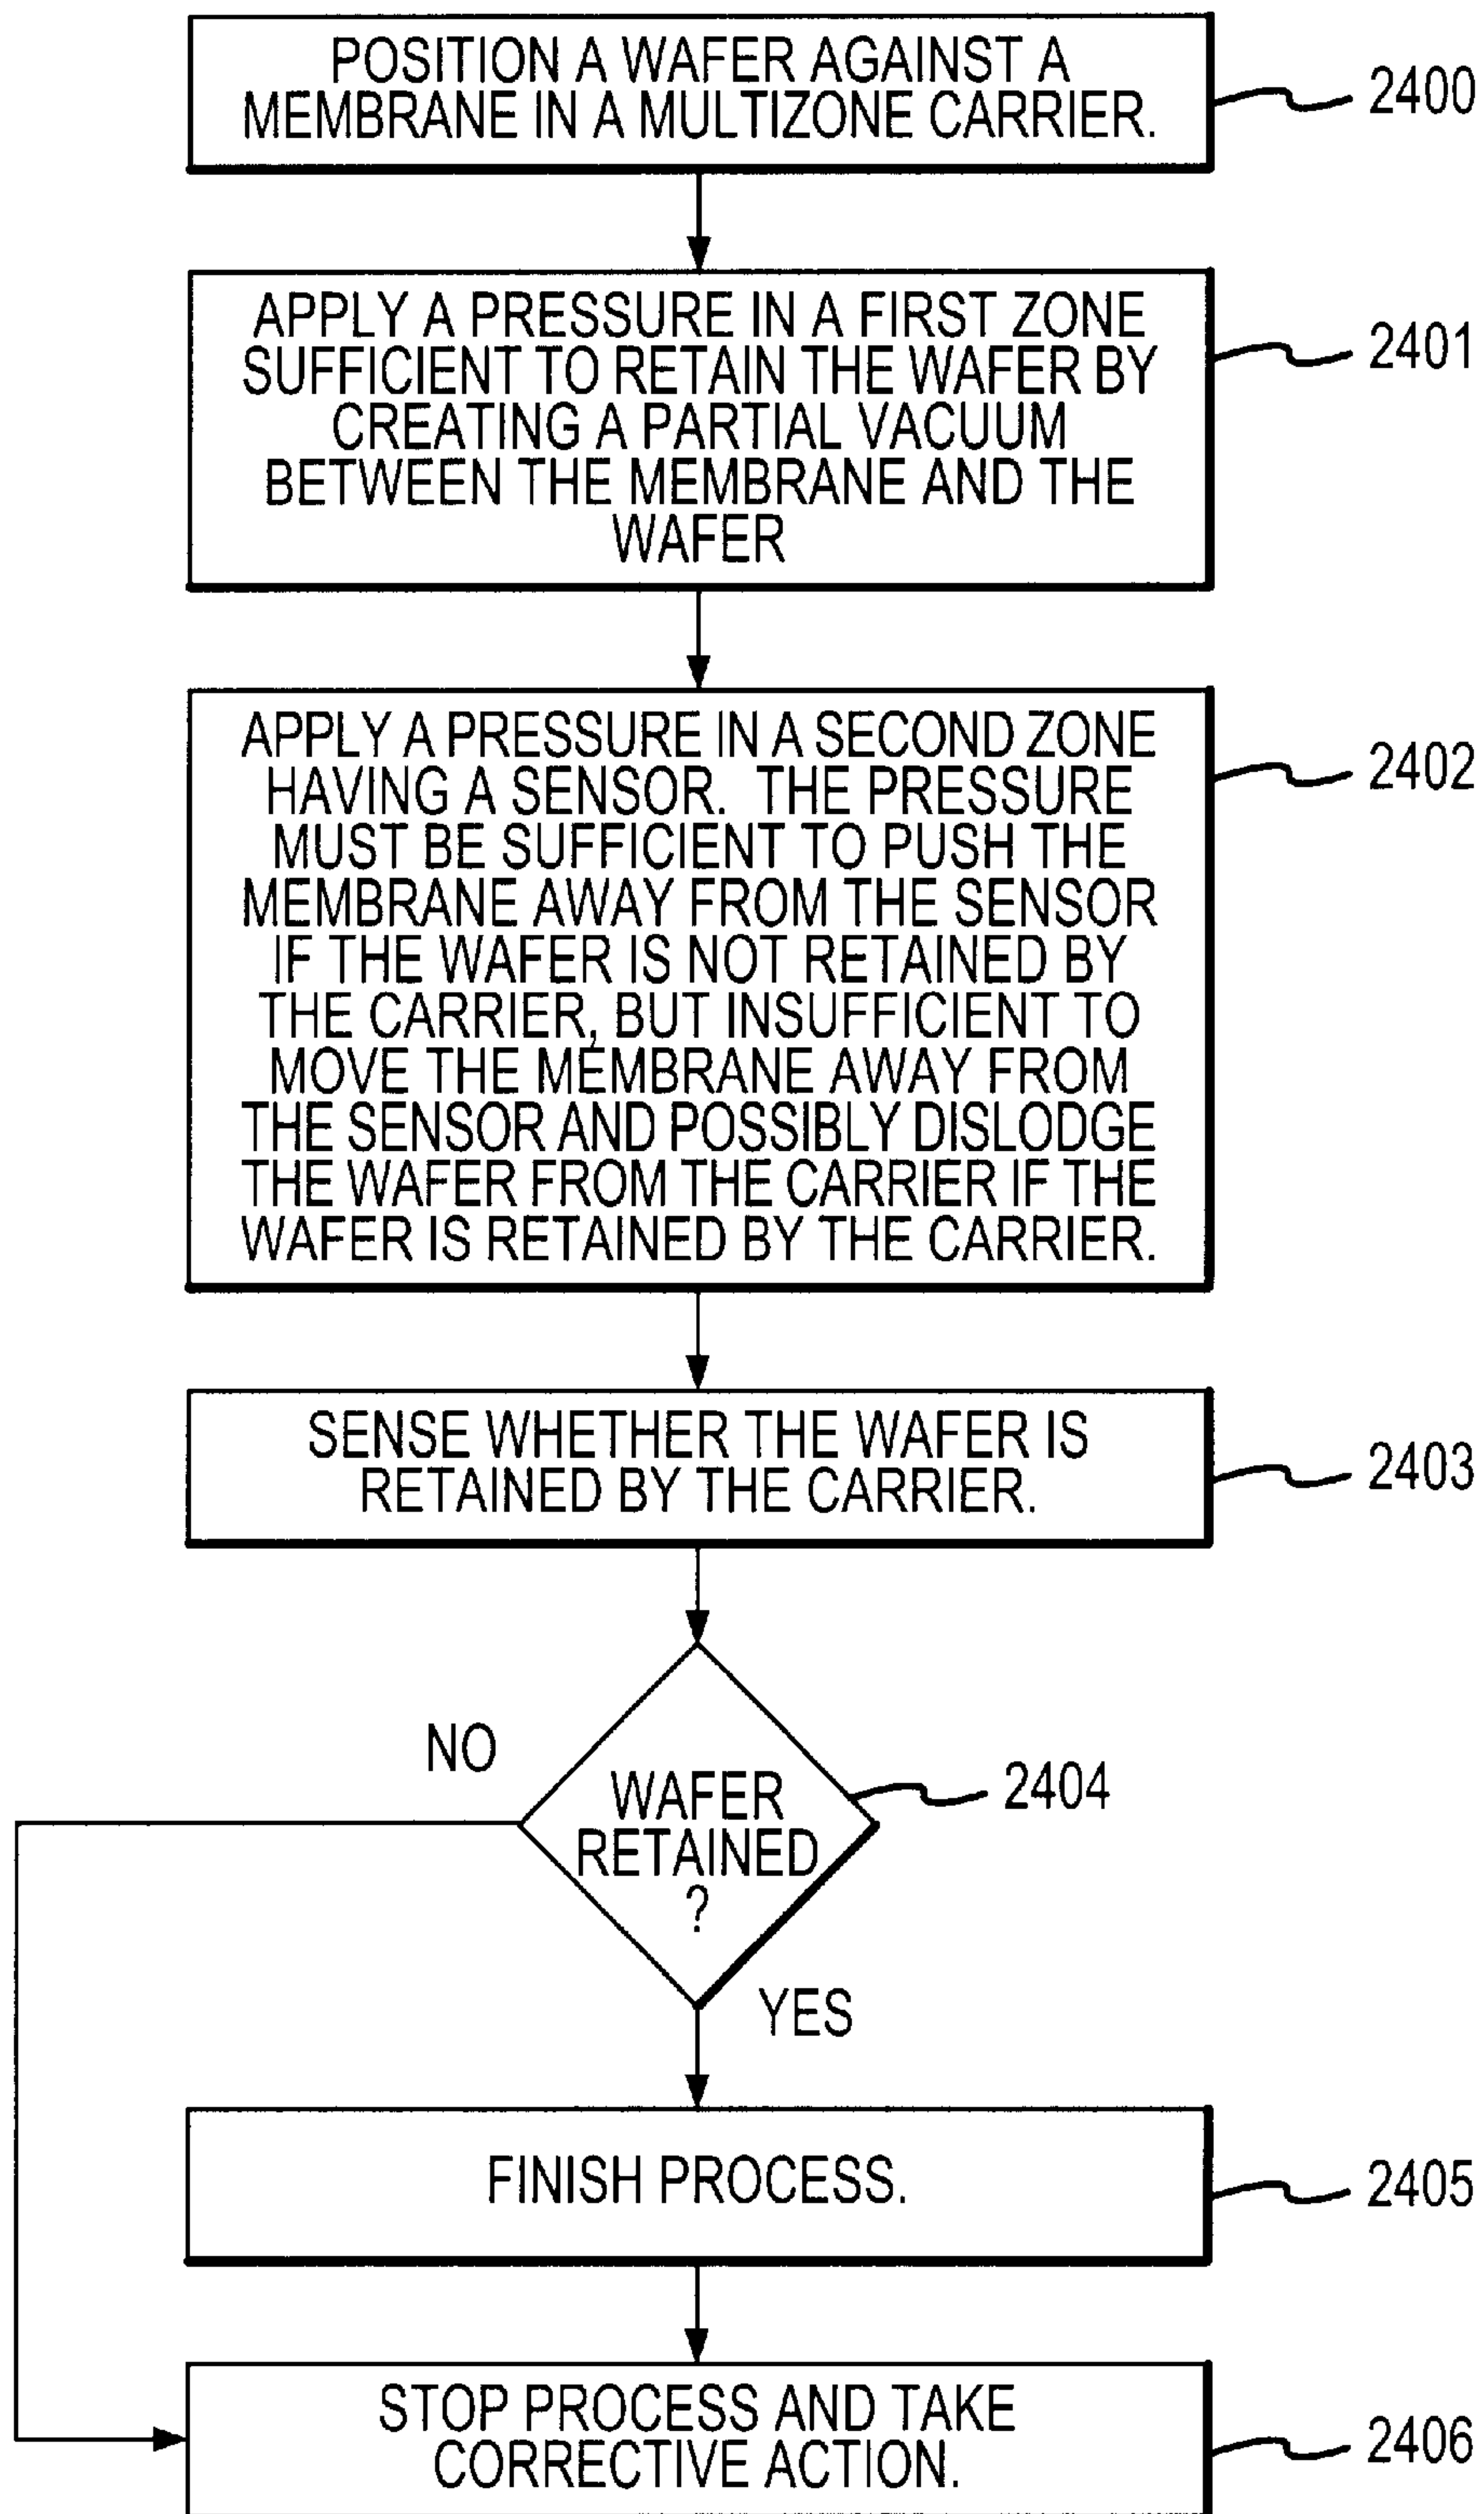 POSITION A WAFER AGAINST A
MEMBRANE IN A MULTIZONE CARRIER.
2400
APPLY A PRESSURE IN A FIRST ZONE
SUFFICIENT TO RETAIN THE WAFER BY
CREATING A PARTIAL VACUUM
BETWEEN THE MEMBRANE AND THE
WAFER
2401
APPLY A PRESSURE IN A SECOND ZONE
HAVING A SENSOR. THE PRESSURE
MUST BE SUFFICIENT TO PUSH THE
MEMBRANE AWAY FROM THE SENSOR
IF THE WAFER IS NOT RETAINED BY
THE CARRIER, BUT INSUFFICIENT TO
MOVE THE MEMBRANE AWAY FROM
THE SENSOR AND POSSIBLY DISLODGE
THE WAFER FROM THE CARRIER IF THE
WAFER IS RETAINED BY THE CARRIER.
2402
SENSE WHETHER THE WAFER IS
RETAINED BY THE CARRIER.
2403
NO
WAFER
RETAINED
?
2404
YES
FINISH PROCESS.
2405
STOP PROCESS AND TAKE
CORRECTIVE ACTION.
2406